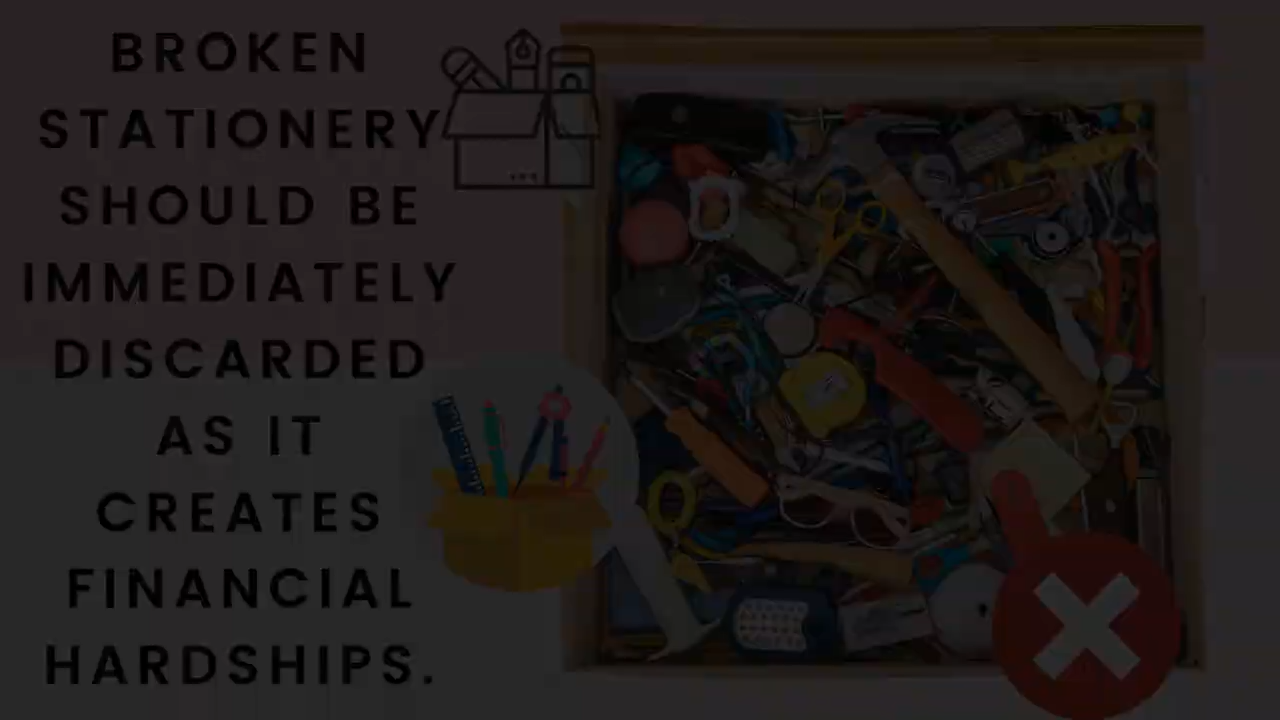 BROKEN
STATIONERY
SHOULD BE
IMMEDIATELY
DISCARDED
AS IT
CREATES
FINANCIAL
HARDSHIPS.